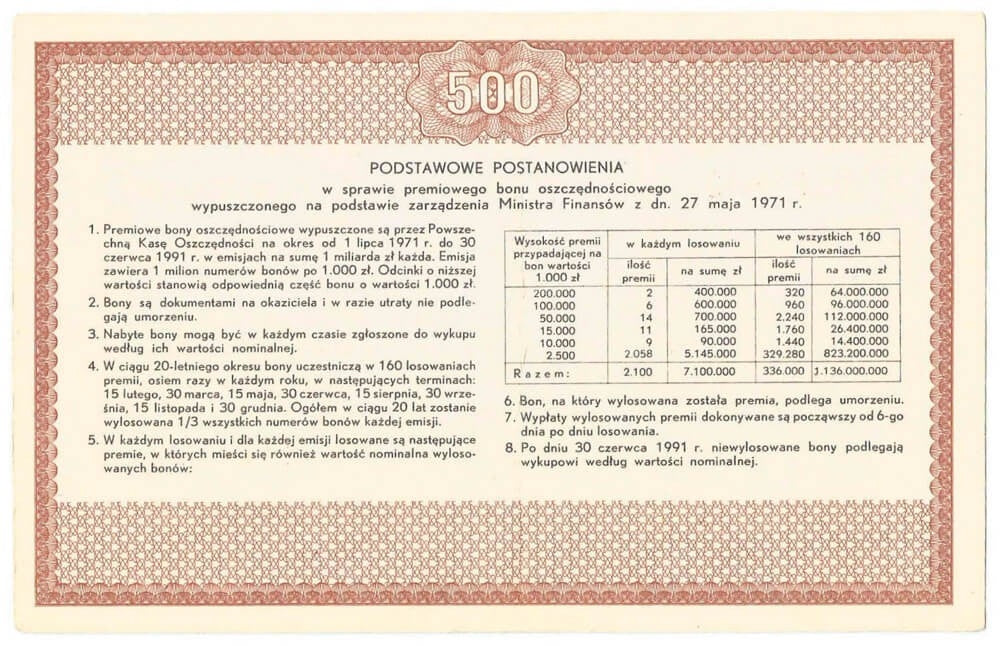 500
PODSTAWOWE POSTANOWIENIA
w sprawie premiowego bonu oszczędnościowego
wypuszczonego na podstawie zarządzenia Ministra Finansów z dn. 27 maja 1971 r.
1. Premiowe bony oszczędnościowe wypuszczone są przez Powsze-
chną Kasę Oszczędności na okres od 1 lipca 1971 r. do 30
czerwca 1991 r. w emisjach na sumę 1 miliarda zł każda. Emisja
zawiera 1 milion numerów bonów po 1.000 zł. Odcinki o niższej
wartości stanowią odpowiednią część bonu o wartości 1.000 zł.
2. Bony są dokumentami na okaziciela i w razie utraty nie podle-
gają umorzeniu.
3. Nabyte bony mogą być w każdym czasie zgłoszone do wykupu
według ich wartości nominalnej.
4. W ciągu 20-letniego okresu bony uczestniczą w 160 losowaniach
premii, osiem razy w każdym roku, w następujących terminach:
15 lutego, 30 marca, 15 maja, 30 czerwca, 15 sierpnia, 30 wrze-
śnia, 15 listopada i 30 grudnia. Ogółem w ciągu 20 lat zostanie
wylosowana 1/3 wszystkich numerów bonów każdej emisji.
5. W każdym losowaniu i dla każdej emisji losowane są następujące
premie, w których mieści się również wartość nominalna wyloso-
wanych bonów:
Wysokość premii
przypadającej na
bon wartości
1.000 zł
w każdym losowaniu
we wszystkich 160
losowaniach
ilość
premii
na sumę zł
ilość
premii
na sumę zł
200.000 2 400.000 320 64.000.000
100.000 6 600.000 960 96.000.000
50.000 14 700.000 2.240 112.000.000
15.000 11 165.000 1.760 26.400.000
10.000 9 90.000 1.440 14.400.000
2.500 2.058 5.145.000 329.280 823.200.000
Razem: 2.100 7.100.000 336.000 1.136.000.000
6. Bon, na który wylosowana została premia, podlega umorzeniu.
7. Wypłaty wylosowanych premii dokonywane są począwszy od 6-go
dnia po dniu losowania.
8. Po dniu 30 czerwca 1991 r. niewylosowane bony podlegają
wykupowi według wartości nominalnej.